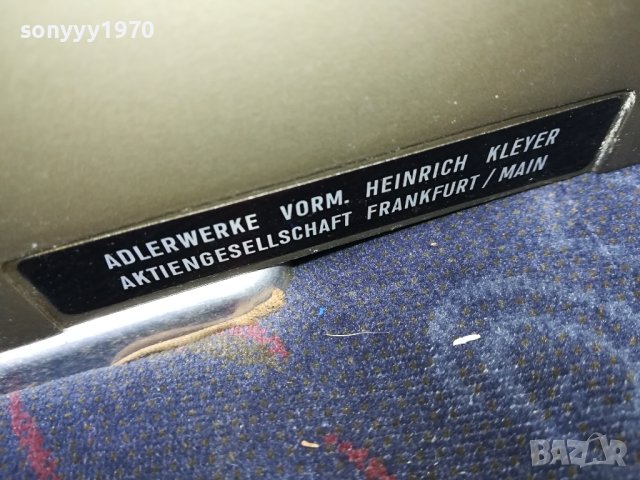 sonyyy1970
ADLERWERKE VORM. HEINRICH KLEYER
AKTIENGESELLSCHAFT FRANKFURT/MAIN
BAZAR